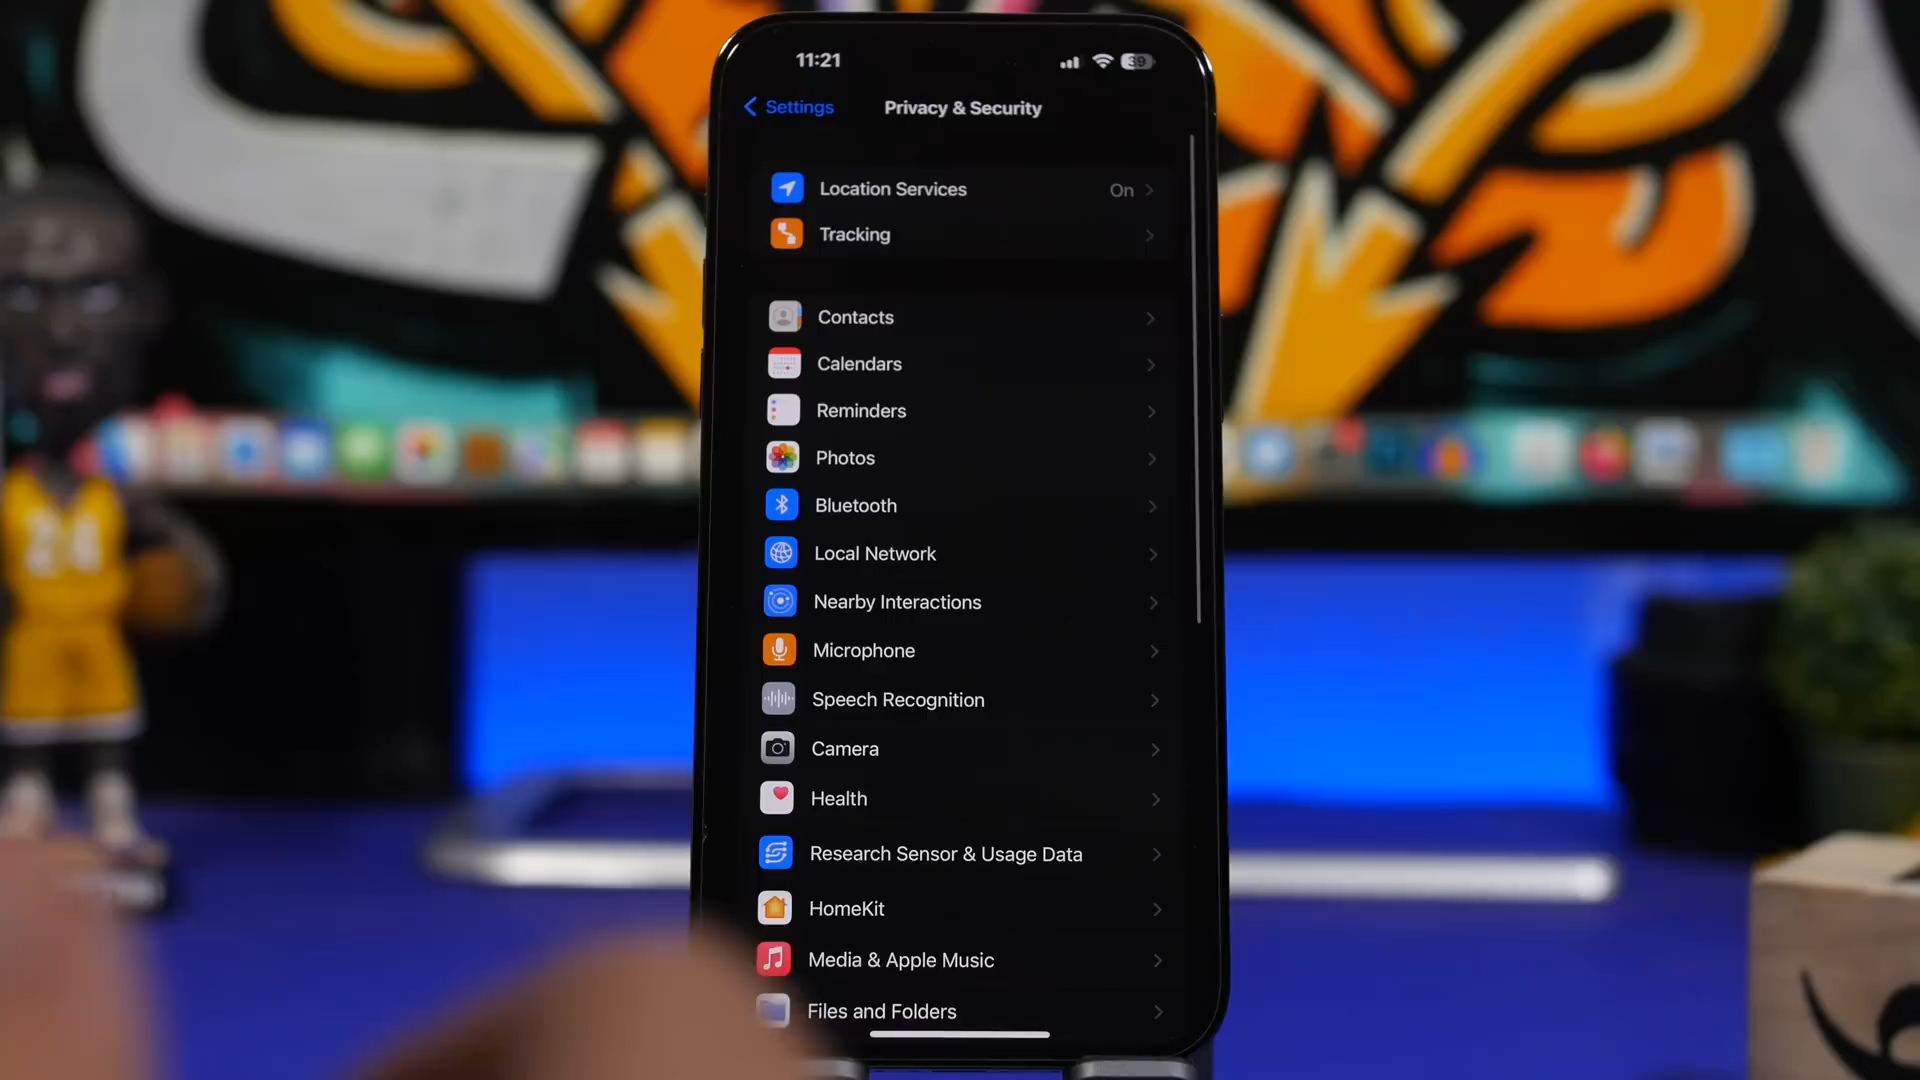 11:21
39
Settings
Privacy & Security
Location Services On
Tracking
Contacts
Calendars
Reminders
Photos
Bluetooth
Local Network
Nearby Interactions
Microphone
Speech Recognition
Camera
Health
Research Sensor & Usage Data
HomeKit
Media & Apple Music
Files and Folders
24